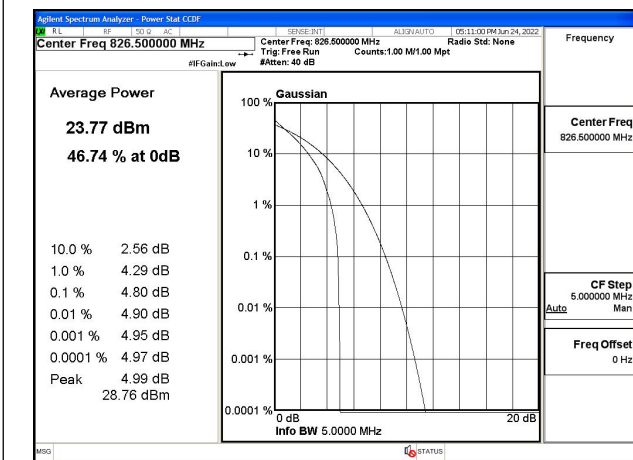 Agilent Spectrum Analyzer - Power Stat CCDF
RL RF 50 Ω AC SENSE:INT ALIGN AUTO 05:11:00 PM Jun 24, 2022
Center Freq 826.500000 MHz
Center Freq: 826.500000 MHz Radio Std: None
Trig: Free Run Counts:1.00 M/1.00 Mpt
#IFGain:Low #Atten: 40 dB
Frequency
Average Power
23.77 dBm
46.74 % at 0dB
10.0 % 2.56 dB
1.0 % 4.29 dB
0.1 % 4.80 dB
0.01 % 4.90 dB
0.001 % 4.95 dB
0.0001 % 4.97 dB
Peak 4.99 dB
28.76 dBm
Gaussian
100 %
10 %
1 %
0.1 %
0.01 %
0.001 %
0.0001 %
0 dB 20 dB
Info BW 5.0000 MHz
Center Freq
826.500000 MHz
CF Step
5.000000 MHz
Auto Man
Freq Offset
0 Hz
MSG STATUS